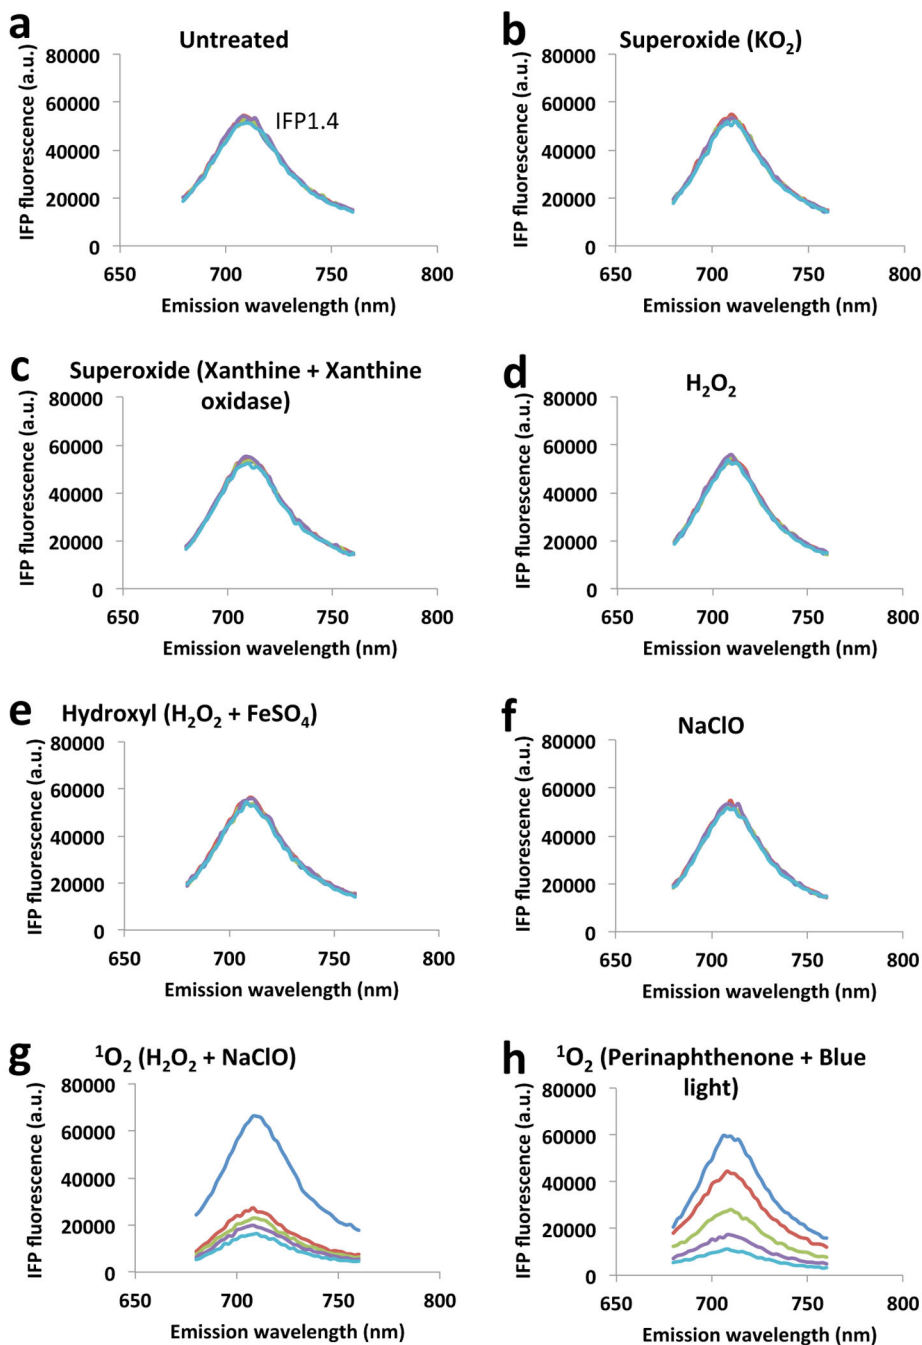 a
Untreated
IFP fluorescence (a.u.)
80000
60000
40000
20000
0
IFP1.4
650 700 750 800
Emission wavelength (nm)
b
Superoxide (KO₂)
IFP fluorescence (a.u.)
80000
60000
40000
20000
0
650 700 750 800
Emission wavelength (nm)
c
Superoxide (Xanthine + Xanthine
oxidase)
IFP fluorescence (a.u.)
80000
60000
40000
20000
0
650 700 750 800
Emission wavelength (nm)
d
H₂O₂
IFP fluorescence (a.u.)
80000
60000
40000
20000
0
650 700 750 800
Emission wavelength (nm)
e
Hydroxyl (H₂O₂ + FeSO₄)
IFP fluorescence (a.u.)
80000
60000
40000
20000
0
650 700 750 800
Emission wavelength (nm)
f
NaClO
IFP fluorescence (a.u.)
80000
60000
40000
20000
0
650 700 750 800
Emission wavelength (nm)
g
¹O₂ (H₂O₂ + NaClO)
IFP fluorescence (a.u.)
80000
60000
40000
20000
0
650 700 750 800
Emission wavelength (nm)
h
¹O₂ (Perinaphthenone + Blue
light)
IFP fluorescence (a.u.)
80000
60000
40000
20000
0
650 700 750 800
Emission wavelength (nm)